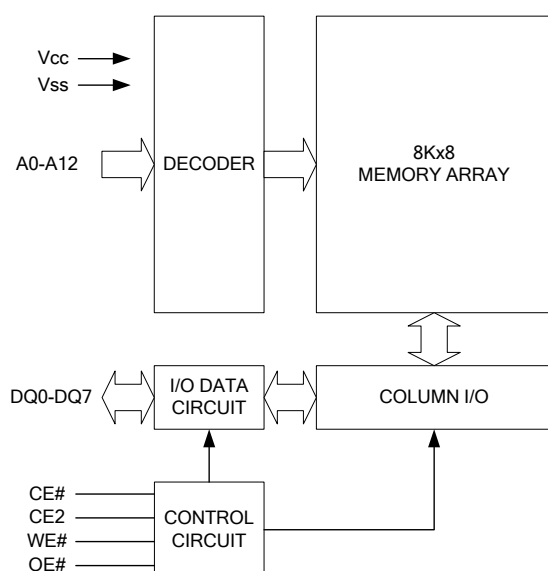 Vcc
Vss
A0-A12
DECODER
8Kx8
MEMORY ARRAY
DQ0-DQ7
I/O DATA
CIRCUIT
COLUMN I/O
CE#
CE2
WE#
OE#
CONTROL
CIRCUIT